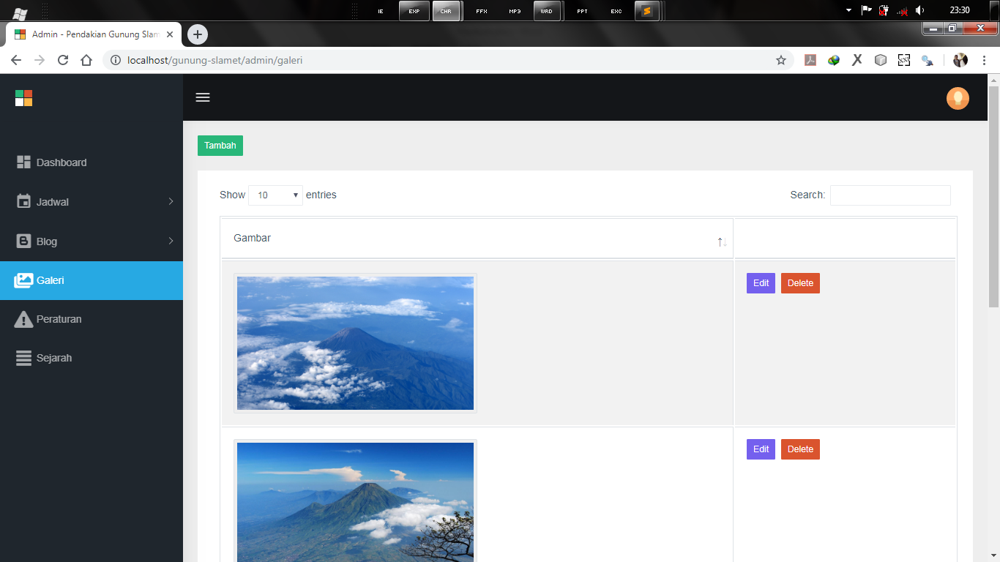 IE EXP CHR FFX MP3 WRD PPT EXC 23:30
Admin - Pendakian Gunung Slam
localhost/gunung-slamet/admin/galeri
Tambah
Dashboard
Jadwal
Blog
Galeri
Peraturan
Sejarah
Show 10 entries Search:
Gambar
Edit Delete
Edit Delete